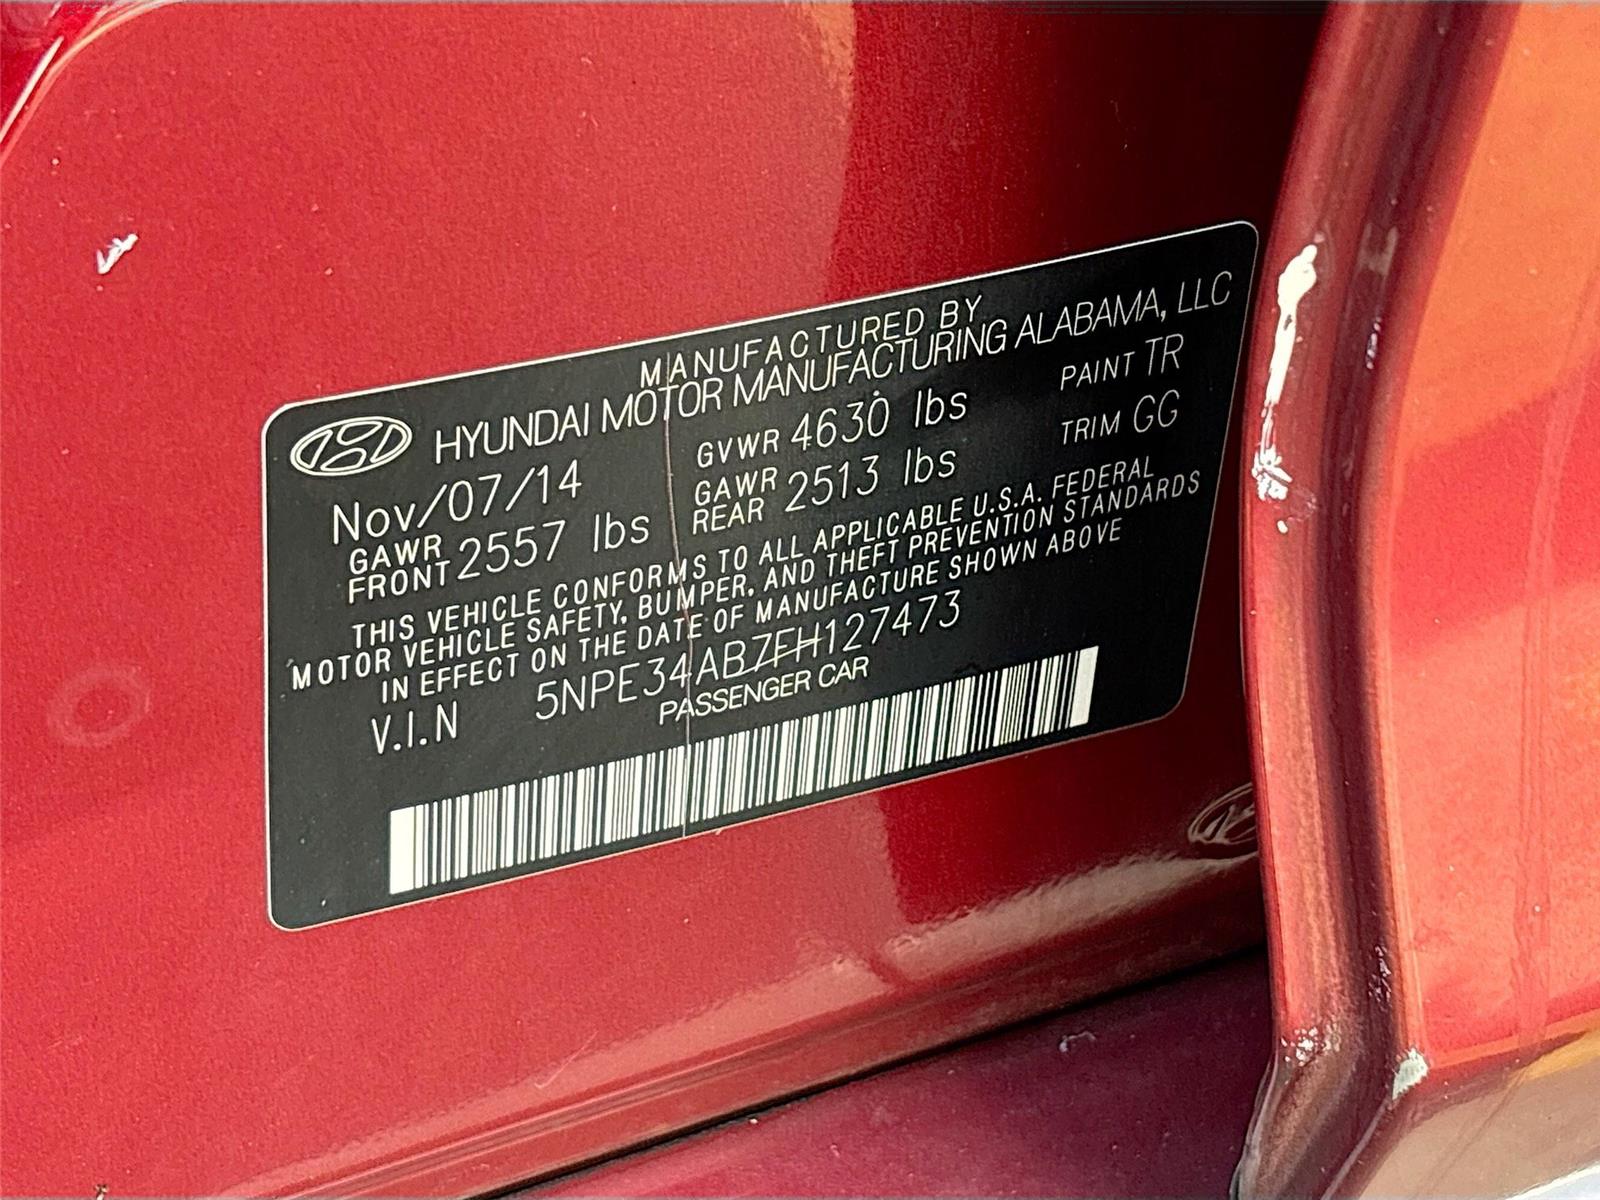 MANUFACTURED BY
HYUNDAI MOTOR MANUFACTURING ALABAMA, LLC
Nov/07/14 GVWR 4630 lbs PAINT TR
GAWR FRONT 2557 lbs GAWR REAR 2513 lbs TRIM GG
THIS VEHICLE CONFORMS TO ALL APPLICABLE U.S.A. FEDERAL
MOTOR VEHICLE SAFETY, BUMPER, AND THEFT PREVENTION STANDARDS
IN EFFECT ON THE DATE OF MANUFACTURE SHOWN ABOVE
V.I.N 5NPE34AB7FH127473
PASSENGER CAR